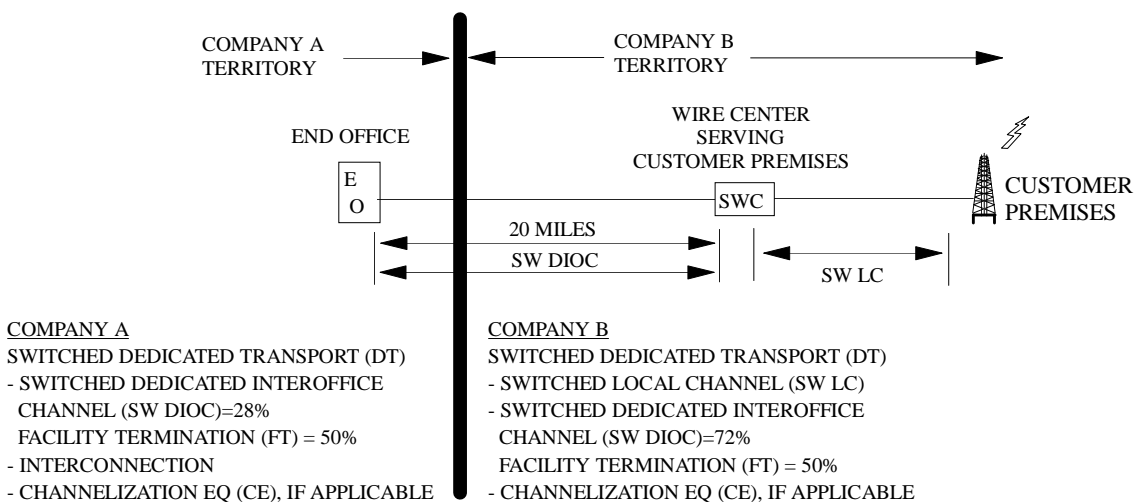 COMPANY A
TERRITORY
COMPANY B
TERRITORY
END OFFICE
WIRE CENTER
SERVING
CUSTOMER PREMISES
E
O
SWC
CUSTOMER
PREMISES
20 MILES
SW DIOC
SW LC
COMPANY A
SWITCHED DEDICATED TRANSPORT (DT)
- SWITCHED DEDICATED INTEROFFICE
CHANNEL (SW DIOC)=28%
FACILITY TERMINATION (FT) = 50%
- INTERCONNECTION
- CHANNELIZATION EQ (CE), IF APPLICABLE
COMPANY B
SWITCHED DEDICATED TRANSPORT (DT)
- SWITCHED LOCAL CHANNEL (SW LC)
- SWITCHED DEDICATED INTEROFFICE
CHANNEL (SW DIOC)=72%
FACILITY TERMINATION (FT) = 50%
- CHANNELIZATION EQ (CE), IF APPLICABLE